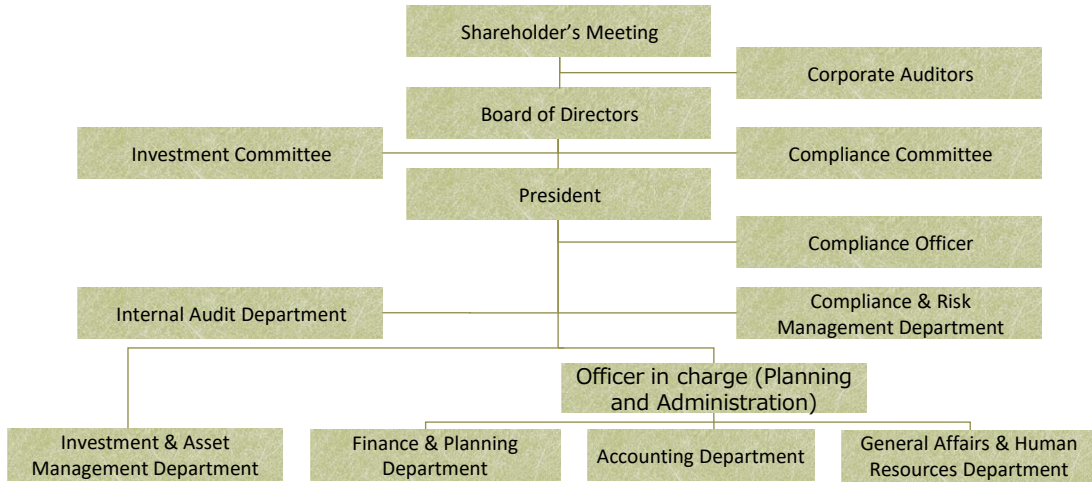 Shareholder's Meeting
Corporate Auditors
Board of Directors
Investment Committee
Compliance Committee
President
Compliance Officer
Internal Audit Department
Compliance & Risk
Management Department
Officer in charge (Planning
and Administration)
Investment & Asset
Management Department
Finance & Planning
Department
Accounting Department
General Affairs & Human
Resources Department